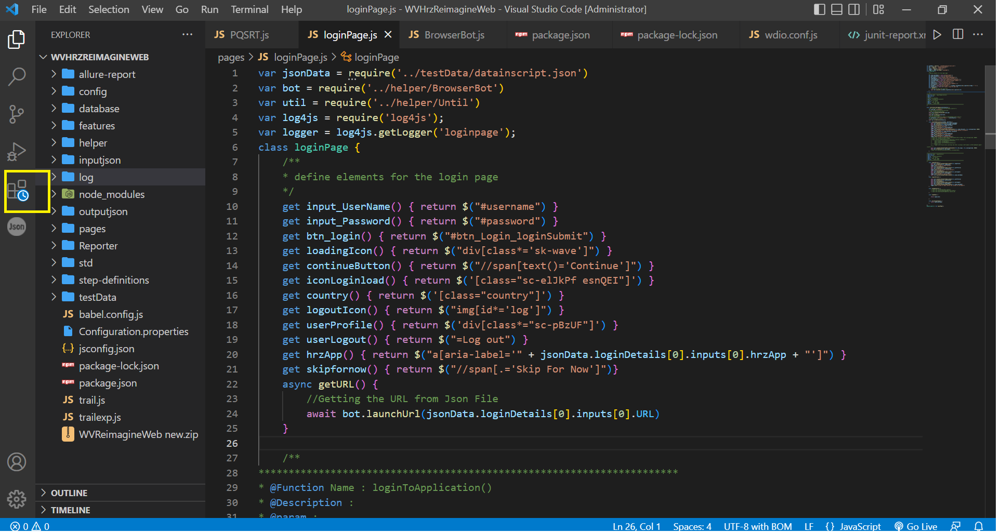 File Edit Selection View Go Run Terminal Help loginPage.js - WVHrzReimagineWeb - Visual Studio Code [Administrator]
EXPLORER ···
JS PQSRT.js JS loginPage.js JS BrowserBot.js npm package.json npm package-lock.json JS wdio.conf.js junit-report.xr
pages > JS loginPage.js > loginPage
WVHRZREIMAGINEWEB
allure-report
config
database
features
helper
inputjson
log
node_modules
outputjson
pages
Reporter
std
step-definitions
testData
JS babel.config.js
Configuration.properties
{..} jsconfig.json
npm package-lock.json
npm package.json
JS trail.js
JS trailexp.js
WVReimagineWeb new.zip
OUTLINE
TIMELINE
Json
1 var jsonData = require('../testData/datainscript.json')
2 var bot = require('../helper/BrowserBot')
3 var util = require('../helper/Until')
4 var log4js = require('log4js');
5 var logger = log4js.getLogger('loginpage');
6 class loginPage {
7 /**
8 * define elements for the login page
9 */
10 get input_UserName() { return $("#username") }
11 get input_Password() { return $("#password") }
12 get btn_login() { return $("#btn_Login_loginSubmit") }
13 get loadingIcon() { return $("div[class*='sk-wave']") }
14 get continueButton() { return $("//span[text()='Continue']") }
15 get iconLoginload() { return $('[class="sc-elJkPf esnQEI"]') }
16 get country() { return $('[class="country"]') }
17 get logoutIcon() { return $("img[id*='log']") }
18 get userProfile() { return $('div[class*="sc-pBzUF"]') }
19 get userLogout() { return $("=Log out") }
20 get hrzApp() { return $("a[aria-label='" + jsonData.loginDetails[0].inputs[0].hrzApp + "']") }
21 get skipfornow() { return $("//span[.='Skip For Now']")}
22 async getURL() {
23 //Getting the URL from Json File
24 await bot.launchUrl(jsonData.loginDetails[0].inputs[0].URL)
25 }
26
27 /**
28 **********************************************************************
29 * @Function Name : loginToApplication()
30 * @Description :
31 * @param :
0 0 Ln 26, Col 1 Spaces: 4 UTF-8 with BOM LF {} JavaScript Go Live